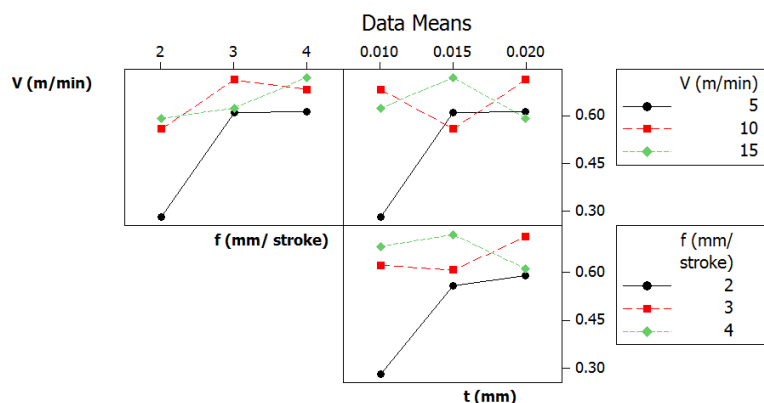 Data Means
2 3 4 0.010 0.015 0.020
V (m/min)
V (m/min)
5
10
15
0.60
0.45
0.30
f (mm/ stroke)
f (mm/
stroke)
2
3
4
0.60
0.45
0.30
t (mm)